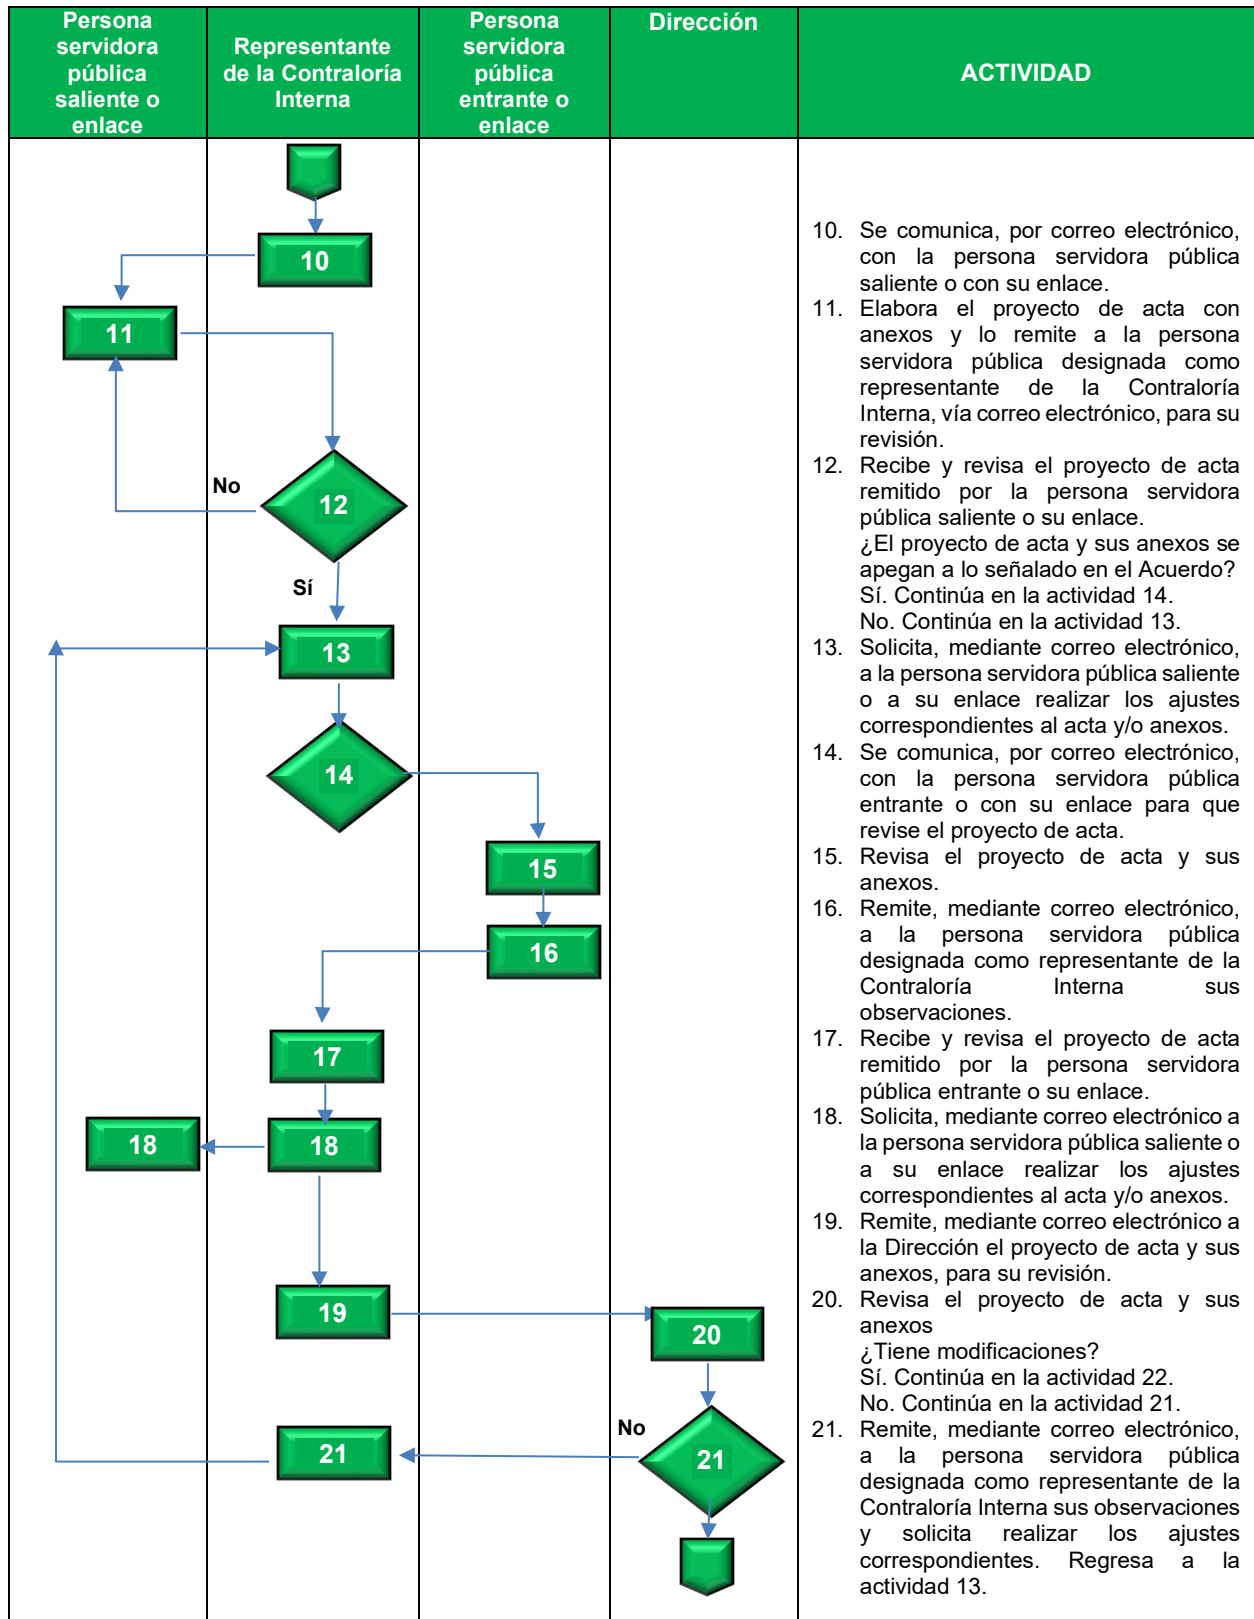 Persona
servidora
pública
saliente o
enlace
Representante
de la Contraloría
Interna
Persona
servidora
pública
entrante o
enlace
Dirección
ACTIVIDAD
10
11
No
12
Sí
13
14
15
16
17
18
18
19
20
No
21
21
10. Se comunica, por correo electrónico,
con la persona servidora pública
saliente o con su enlace.
11. Elabora el proyecto de acta con
anexos y lo remite a la persona
servidora pública designada como
representante de la Contraloría
Interna, vía correo electrónico, para su
revisión.
12. Recibe y revisa el proyecto de acta
remitido por la persona servidora
pública saliente o su enlace.
¿El proyecto de acta y sus anexos se
apegan a lo señalado en el Acuerdo?
Sí. Continúa en la actividad 14.
No. Continúa en la actividad 13.
13. Solicita, mediante correo electrónico,
a la persona servidora pública saliente
o a su enlace realizar los ajustes
correspondientes al acta y/o anexos.
14. Se comunica, por correo electrónico,
con la persona servidora pública
entrante o con su enlace para que
revise el proyecto de acta.
15. Revisa el proyecto de acta y sus
anexos.
16. Remite, mediante correo electrónico,
a la persona servidora pública
designada como representante de la
Contraloría Interna sus
observaciones.
17. Recibe y revisa el proyecto de acta
remitido por la persona servidora
pública entrante o su enlace.
18. Solicita, mediante correo electrónico a
la persona servidora pública saliente o
a su enlace realizar los ajustes
correspondientes al acta y/o anexos.
19. Remite, mediante correo electrónico a
la Dirección el proyecto de acta y sus
anexos, para su revisión.
20. Revisa el proyecto de acta y sus
anexos
¿Tiene modificaciones?
Sí. Continúa en la actividad 22.
No. Continúa en la actividad 21.
21. Remite, mediante correo electrónico,
a la persona servidora pública
designada como representante de la
Contraloría Interna sus observaciones
y solicita realizar los ajustes
correspondientes. Regresa a la
actividad 13.